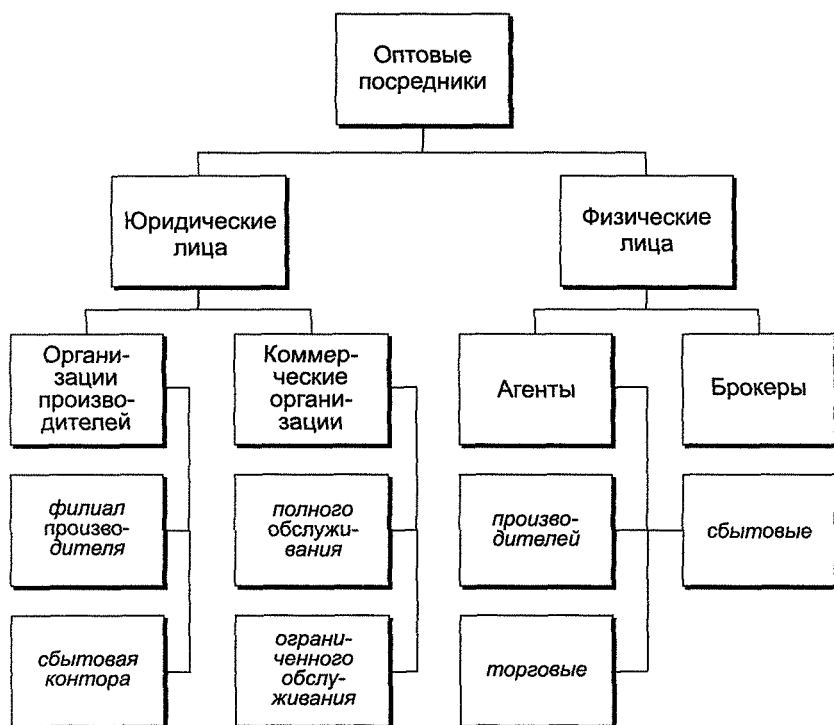 Оптовые
посредники
Юридические
лица
Физические
лица
Органи-
зации
произво-
дителей
Коммер-
ческие
органи-
зации
Агенты
Брокеры
филиал
произво-
дителя
полного
обслужи-
вания
произво-
дителей
сбытовые
сбытовая
контора
ограни-
ченного
обслу-
живания
торговые